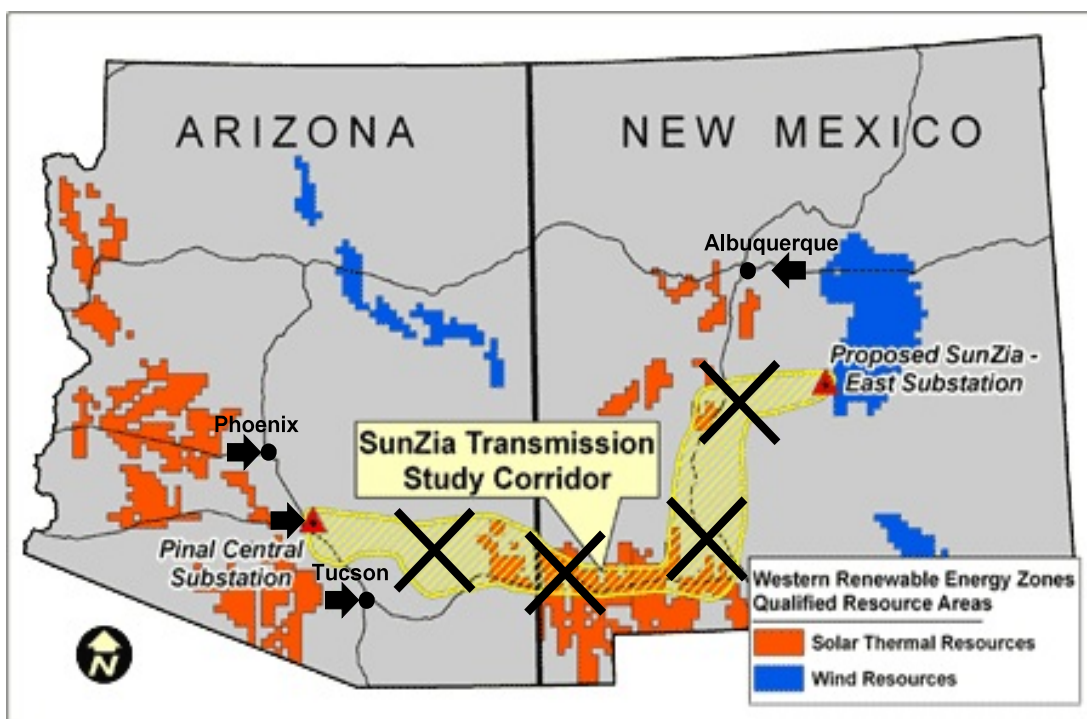 ARIZONA
NEW MEXICO
Albuquerque
Proposed SunZia -
East Substation
Phoenix
SunZia Transmission
Study Corridor
Pinal Central
Substation
Tucson
Western Renewable Energy Zones
Qualified Resource Areas
Solar Thermal Resources
Wind Resources
N